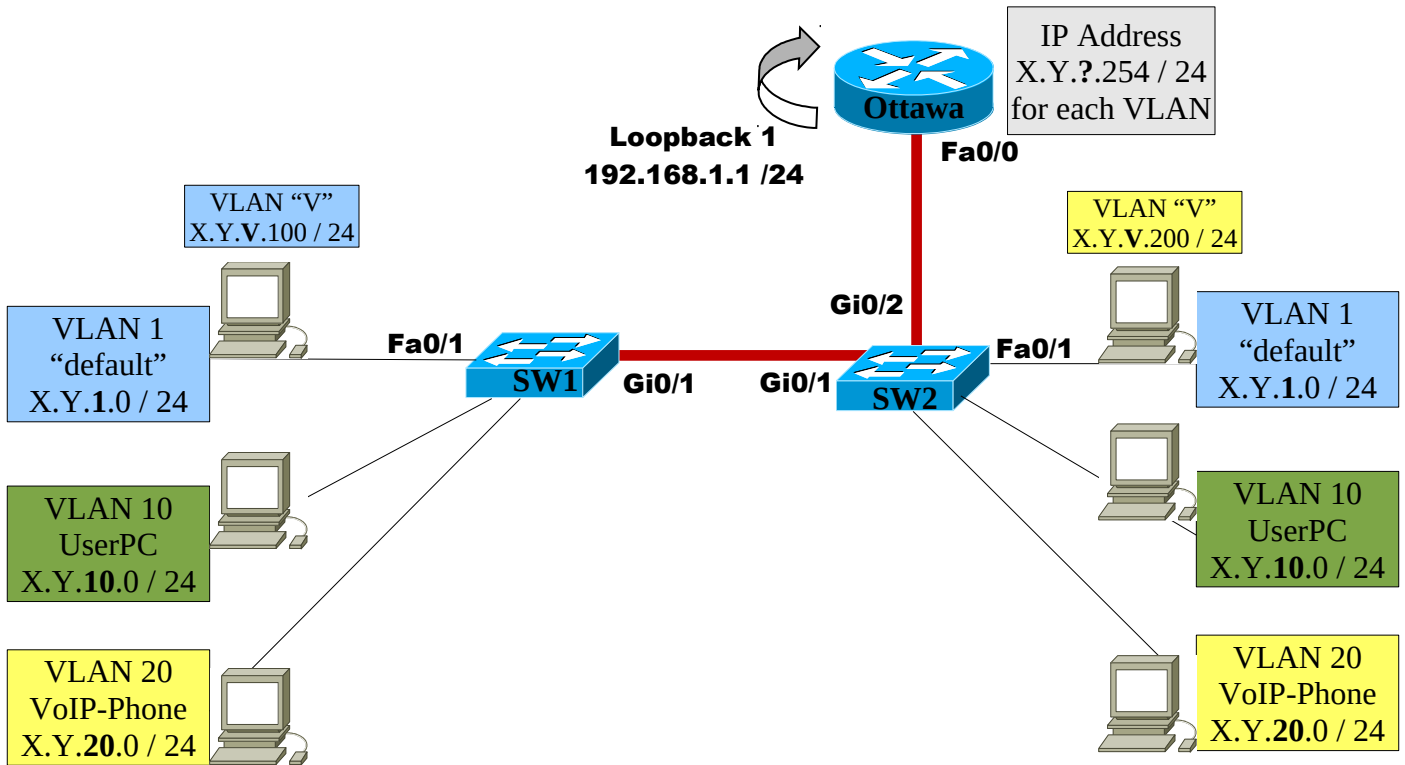 IP Address
X.Y.?.254 / 24
for each VLAN
Ottawa
Loopback 1
192.168.1.1 /24
Fa0/0
VLAN “V”
X.Y.V.100 / 24
VLAN “V”
X.Y.V.200 / 24
VLAN 1
“default”
X.Y.1.0 / 24
Fa0/1
SW1
Gi0/1
Gi0/1
Gi0/2
SW2
Fa0/1
VLAN 1
“default”
X.Y.1.0 / 24
VLAN 10
UserPC
X.Y.10.0 / 24
VLAN 10
UserPC
X.Y.10.0 / 24
VLAN 20
VoIP-Phone
X.Y.20.0 / 24
VLAN 20
VoIP-Phone
X.Y.20.0 / 24